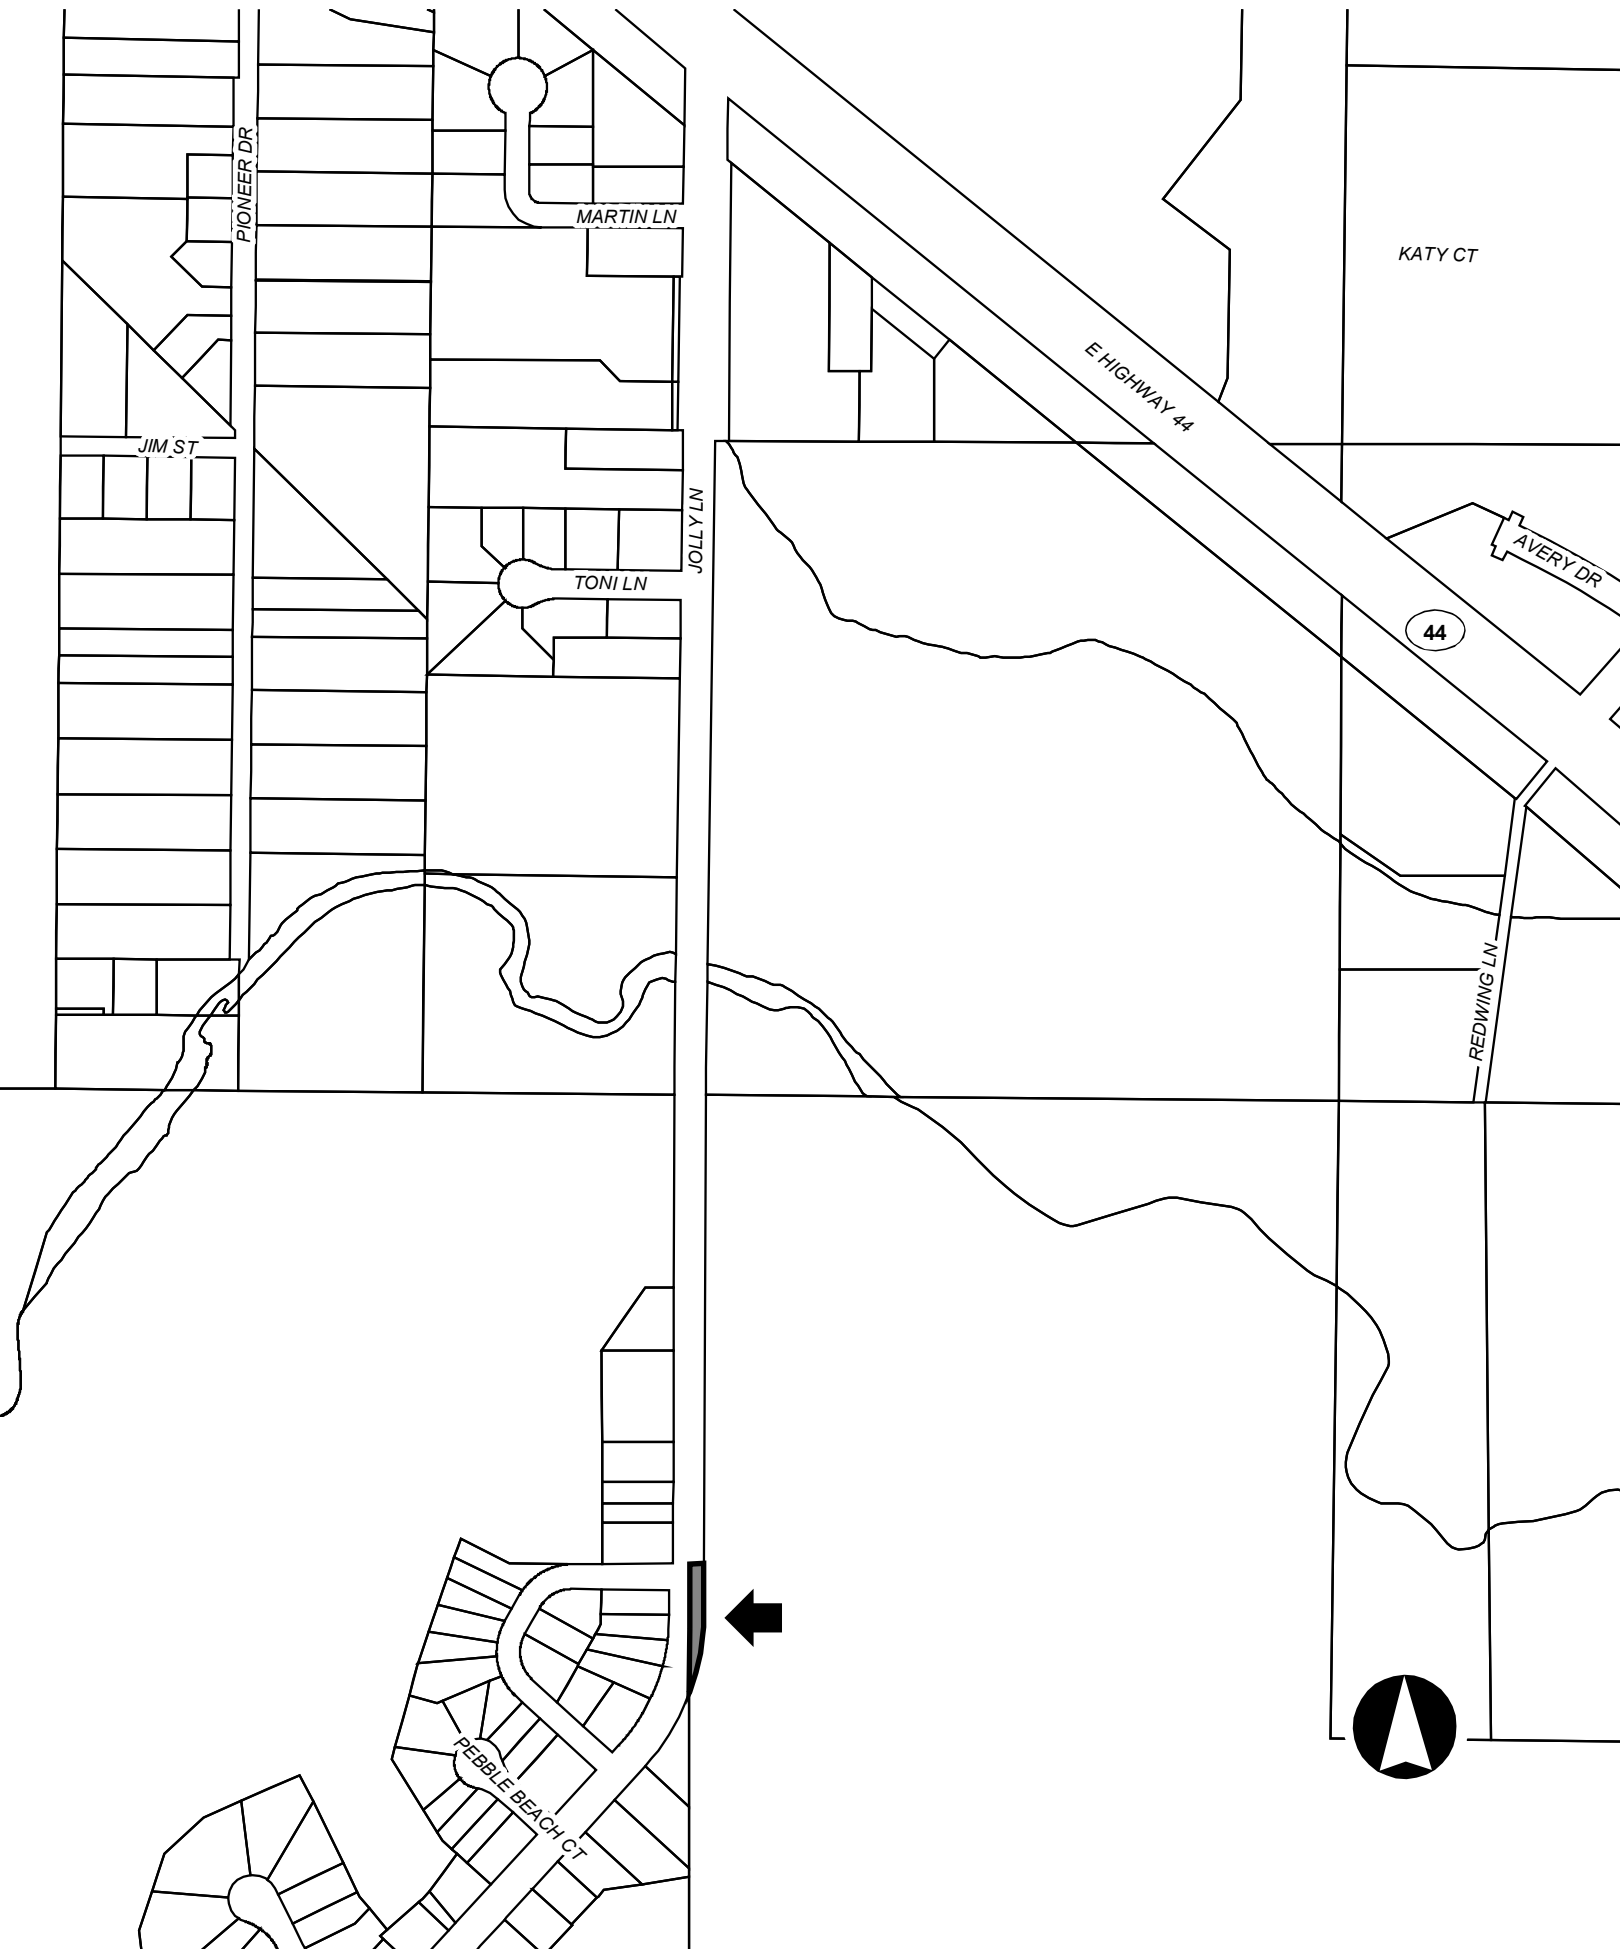 PIONEER DR
MARTIN LN
KATY CT
E HIGHWAY 44
JIM ST
JOLLY LN
AVERY DR
TONI LN
44
REDWING LN
PEBBLE BEACH CT